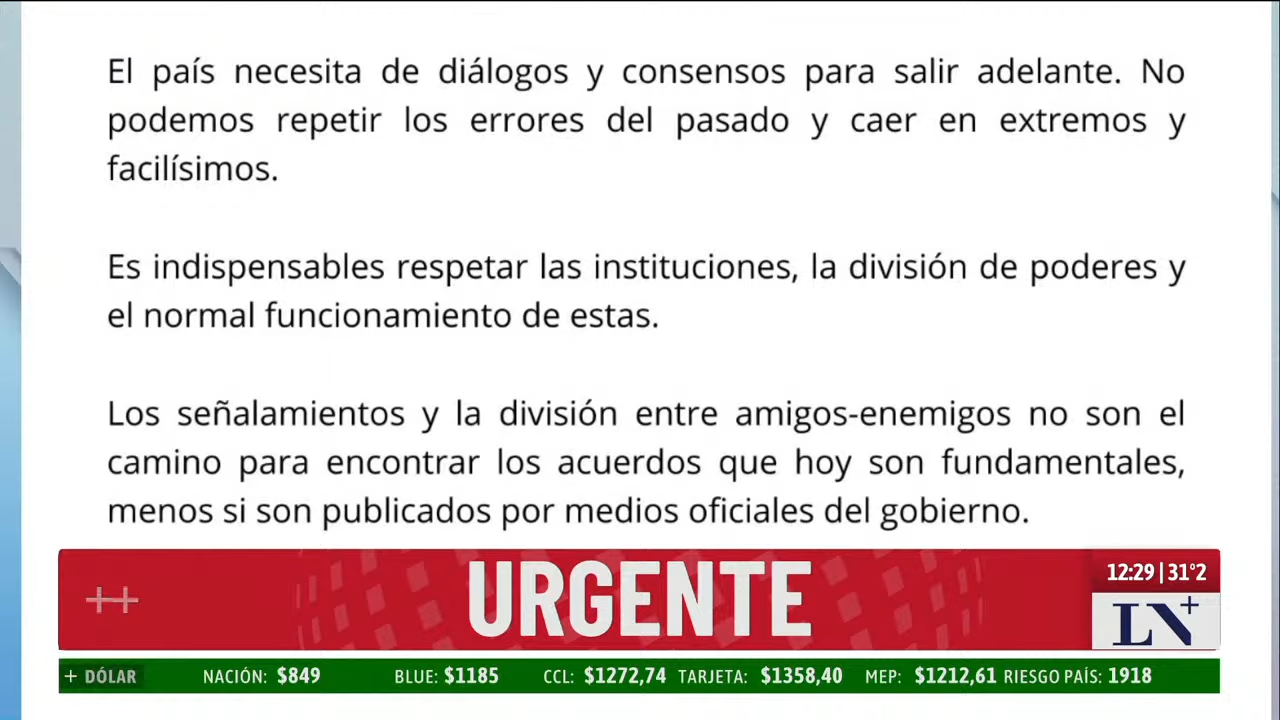 El país necesita de diálogos y consensos para salir adelante. No
podemos repetir los errores del pasado y caer en extremos y
facilísimos.
Es indispensables respetar las instituciones, la división de poderes y
el normal funcionamiento de estas.
Los señalamientos y la división entre amigos-enemigos no son el
camino para encontrar los acuerdos que hoy son fundamentales,
menos si son publicados por medios oficiales del gobierno.
URGENTE
12:29 | 31°2
LN+
+ DÓLAR NACIÓN: $849 BLUE: $1185 CCL: $1272,74 TARJETA: $1358,40 MEP: $1212,61 RIESGO PAÍS: 1918